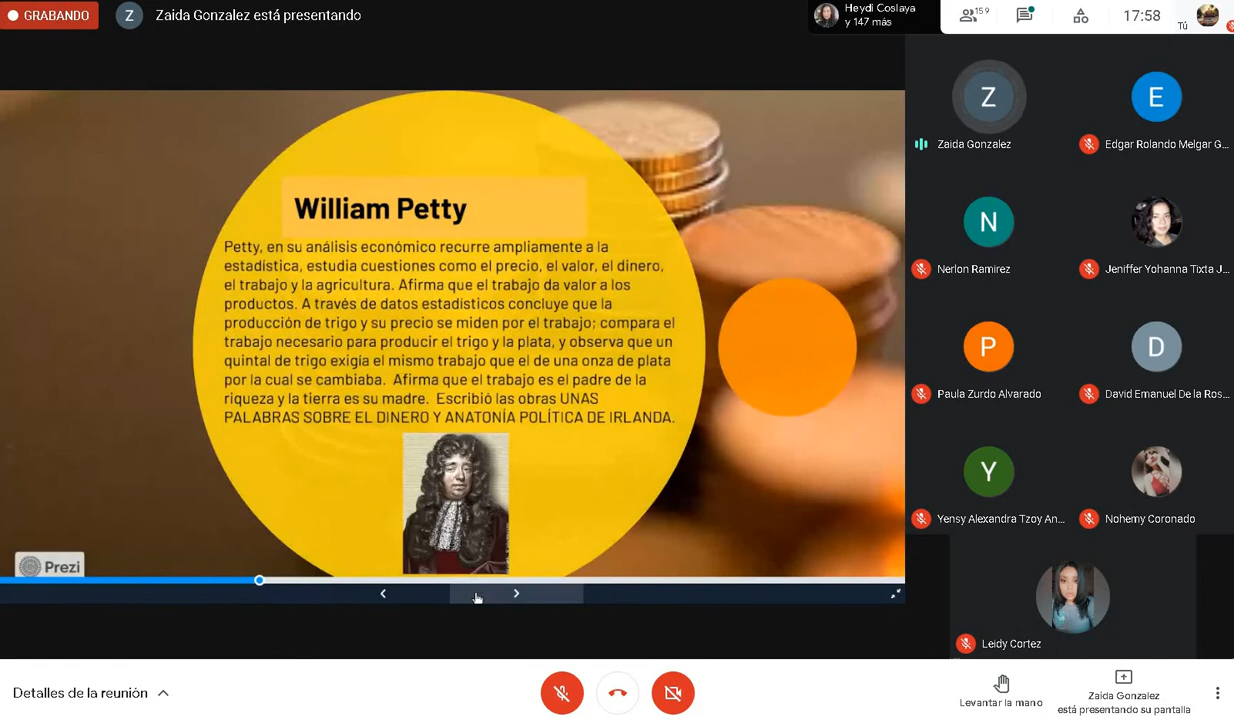 GRABANDO
Z
Zaida Gonzalez está presentando
Heydi Coslaya
y 147 más
159
17:58
Tú
William Petty
Petty, en su análisis económico recurre ampliamente a la
estadística, estudia cuestiones como el precio, el valor, el dinero,
el trabajo y la agricultura. Afirma que el trabajo da valor a los
productos. A través de datos estadísticos concluye que la
producción de trigo y su precio se miden por el trabajo; compara el
trabajo necesario para producir el trigo y la plata, y observa que un
quintal de trigo exigía el mismo trabajo que el de una onza de plata
por la cual se cambiaba. Afirma que el trabajo es el padre de la
riqueza y la tierra es su madre. Escribió las obras UNAS
PALABRAS SOBRE EL DINERO Y ANATONÍA POLÍTICA DE IRLANDA.
Prezi
Z
Zaida Gonzalez
E
Edgar Rolando Melgar G...
N
Nerlon Ramirez
Jeniffer Yohanna Tixta J...
P
Paula Zurdo Alvarado
D
David Emanuel De la Ros...
Y
Yensy Alexandra Tzoy An...
Nohemy Coronado
Leidy Cortez
Detalles de la reunión
Levantar la mano
Zaida Gonzalez
está presentando su pantalla